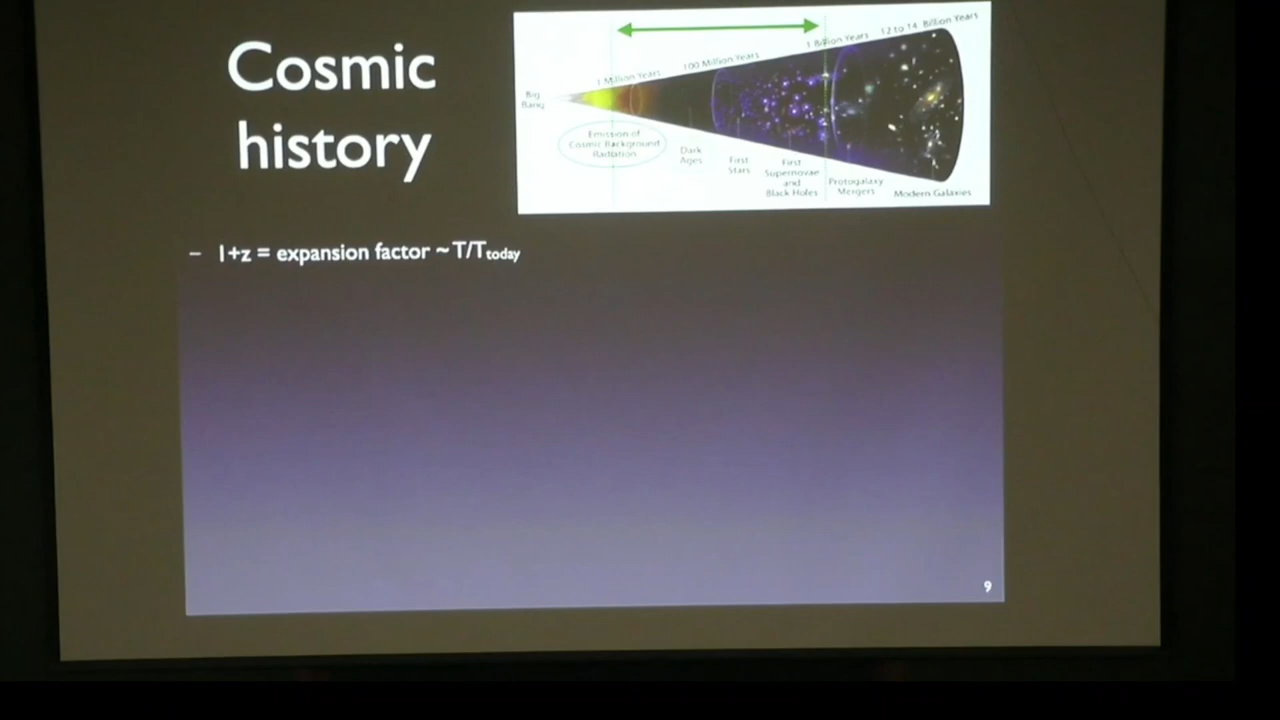 Cosmic
history
Big
Bang
1 Million Years
100 Million Years
1 Billion Years
12 to 14 Billion Years
Emission of
Cosmic Background
Radiation
Dark
Ages
First
Stars
First
Supernovae
and
Black Holes
Protogalaxy
Mergers
Modern Galaxies
– 1+z = expansion factor ~ T/Ttoday
9